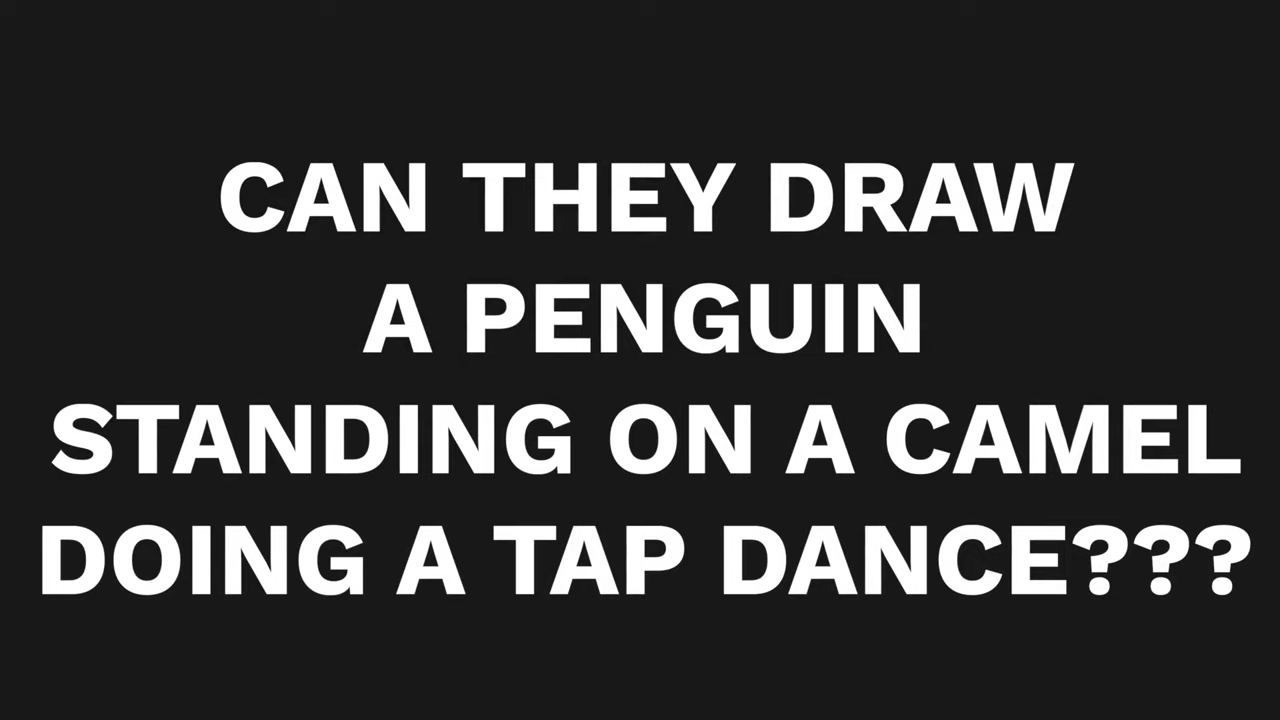 CAN THEY DRAW
A PENGUIN
STANDING ON A CAMEL
DOING A TAP DANCE???